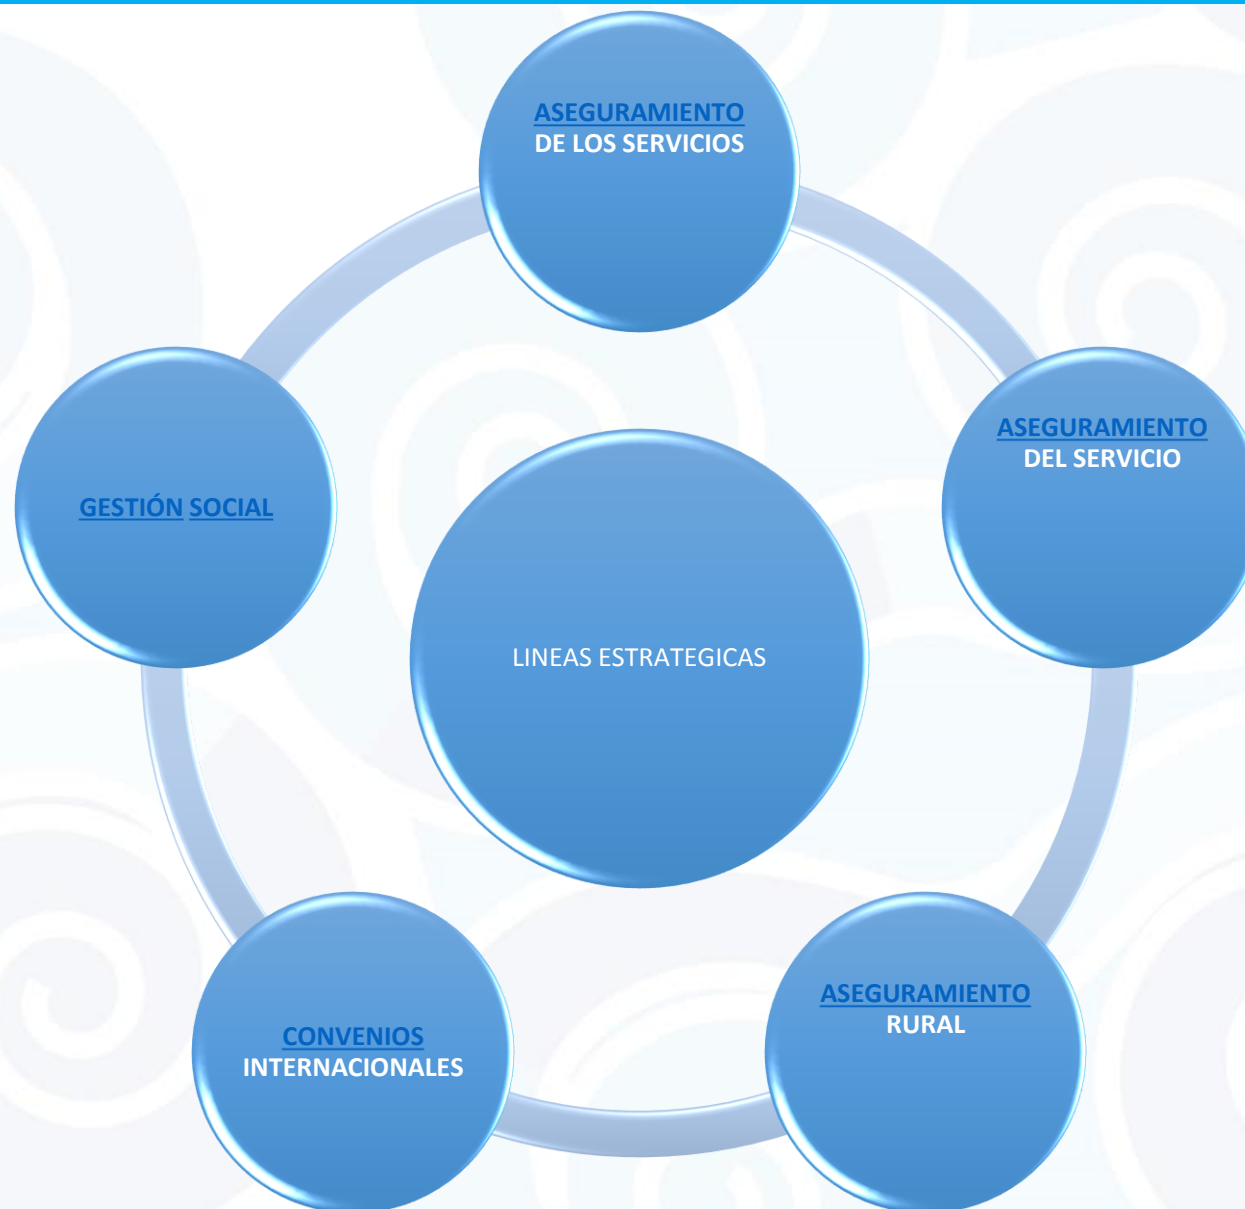 ASEGURAMIENTO
DE LOS SERVICIOS
ASEGURAMIENTO
DEL SERVICIO
GESTIÓN SOCIAL
LINEAS ESTRATEGICAS
ASEGURAMIENTO
RURAL
CONVENIOS
INTERNACIONALES